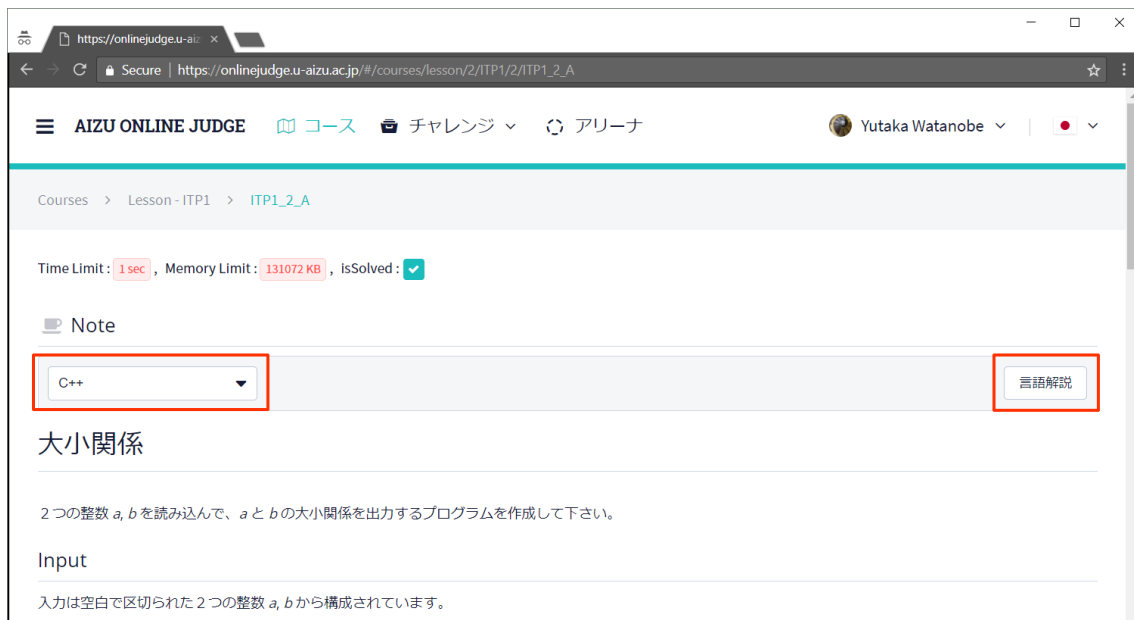 https://onlinejudge.u-aiz
Secure | https://onlinejudge.u-aizu.ac.jp/#/courses/lesson/2/ITP1/2/ITP1_2_A
AIZU ONLINE JUDGE コース チャレンジ アリーナ Yutaka Watanobe
Courses > Lesson - ITP1 > ITP1_2_A
Time Limit : 1 sec , Memory Limit : 131072 KB , isSolved :
Note
C++ 言語解説
大小関係
２つの整数 a, b を読み込んで、a と b の大小関係を出力するプログラムを作成して下さい。
Input
入力は空白で区切られた２つの整数 a, b から構成されています。